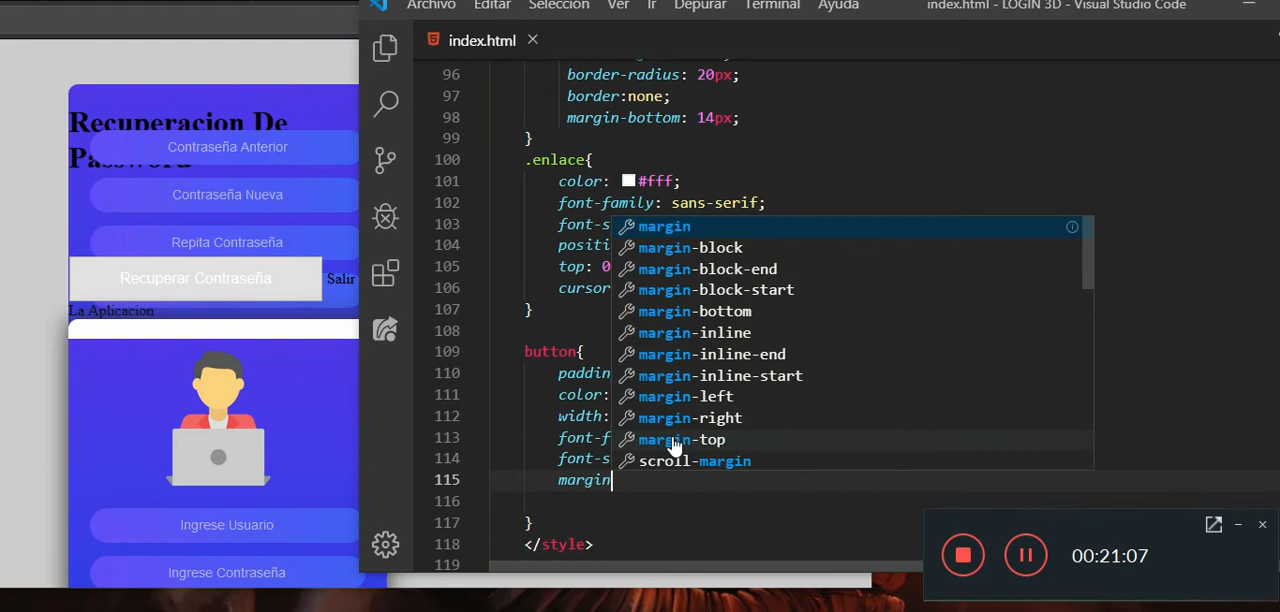 Archivo Editar Selección Ver Ir Depurar Terminal Ayuda index.html - LOGIN 3D - Visual Studio Code
index.html
96 border-radius: 20px;
97 border:none;
98 margin-bottom: 14px;
99 }
100 .enlace{
101 color: #fff;
102 font-family: sans-serif;
103 font-s
104 positi
105 top: 0
106 cursor
107 }
108
109 button{
110 paddin
111 color:
112 width:
113 font-f
114 font-s
115 margin
116
117 }
118 </style>
119
margin
margin-block
margin-block-end
margin-block-start
margin-bottom
margin-inline
margin-inline-end
margin-inline-start
margin-left
margin-right
margin-top
scroll-margin
Recuperacion De
Password
Contraseña Anterior
Contraseña Nueva
Repita Contraseña
Recuperar Contraseña Salir
La Aplicacion
Ingrese Usuario
Ingrese Contraseña
00:21:07